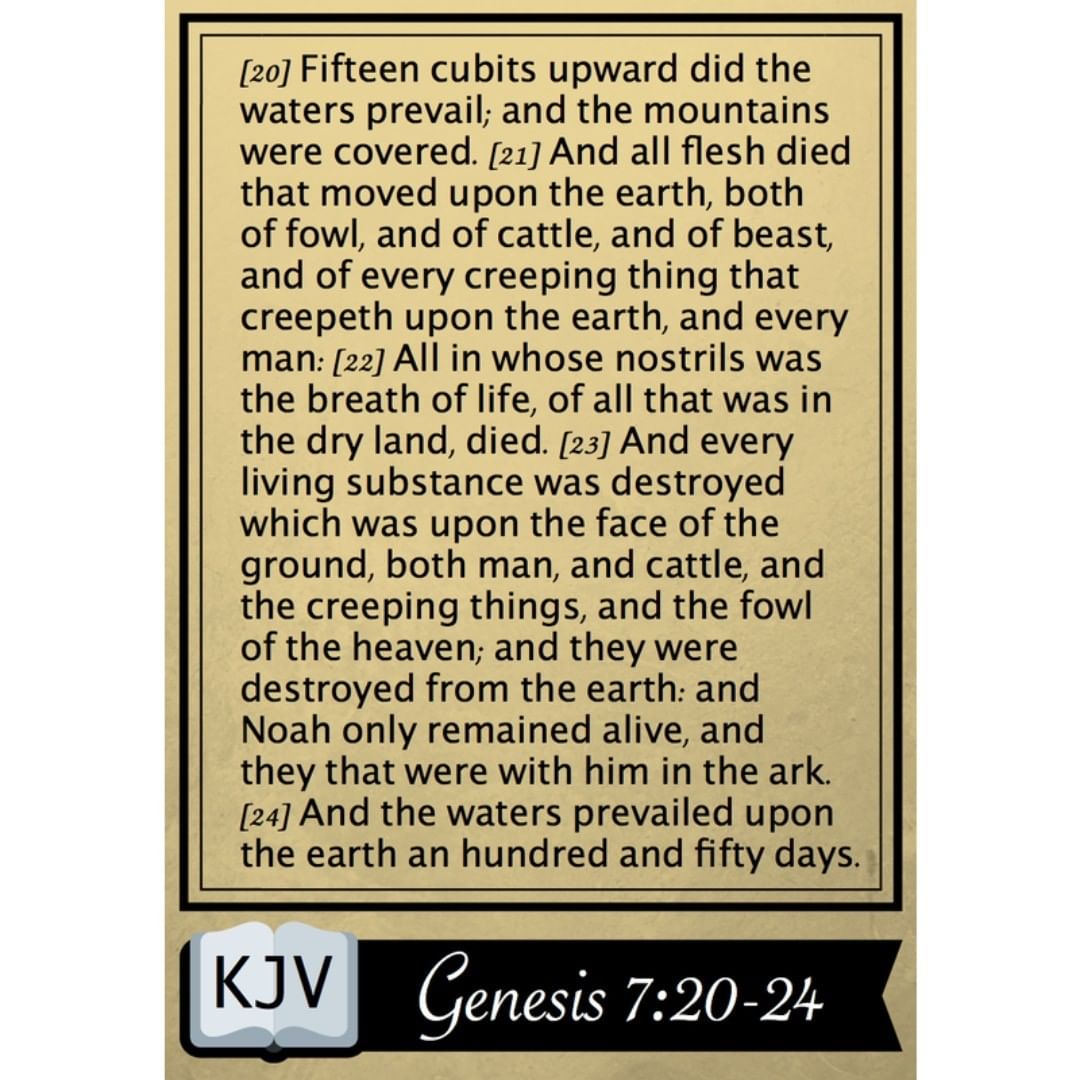 [20] Fifteen cubits upward did the
waters prevail; and the mountains
were covered. [21] And all flesh died
that moved upon the earth, both
of fowl, and of cattle, and of beast,
and of every creeping thing that
creepeth upon the earth, and every
man: [22] All in whose nostrils was
the breath of life, of all that was in
the dry land, died. [23] And every
living substance was destroyed
which was upon the face of the
ground, both man, and cattle, and
the creeping things, and the fowl
of the heaven; and they were
destroyed from the earth: and
Noah only remained alive, and
they that were with him in the ark.
[24] And the waters prevailed upon
the earth an hundred and fifty days.
KJV
Genesis 7:20-24